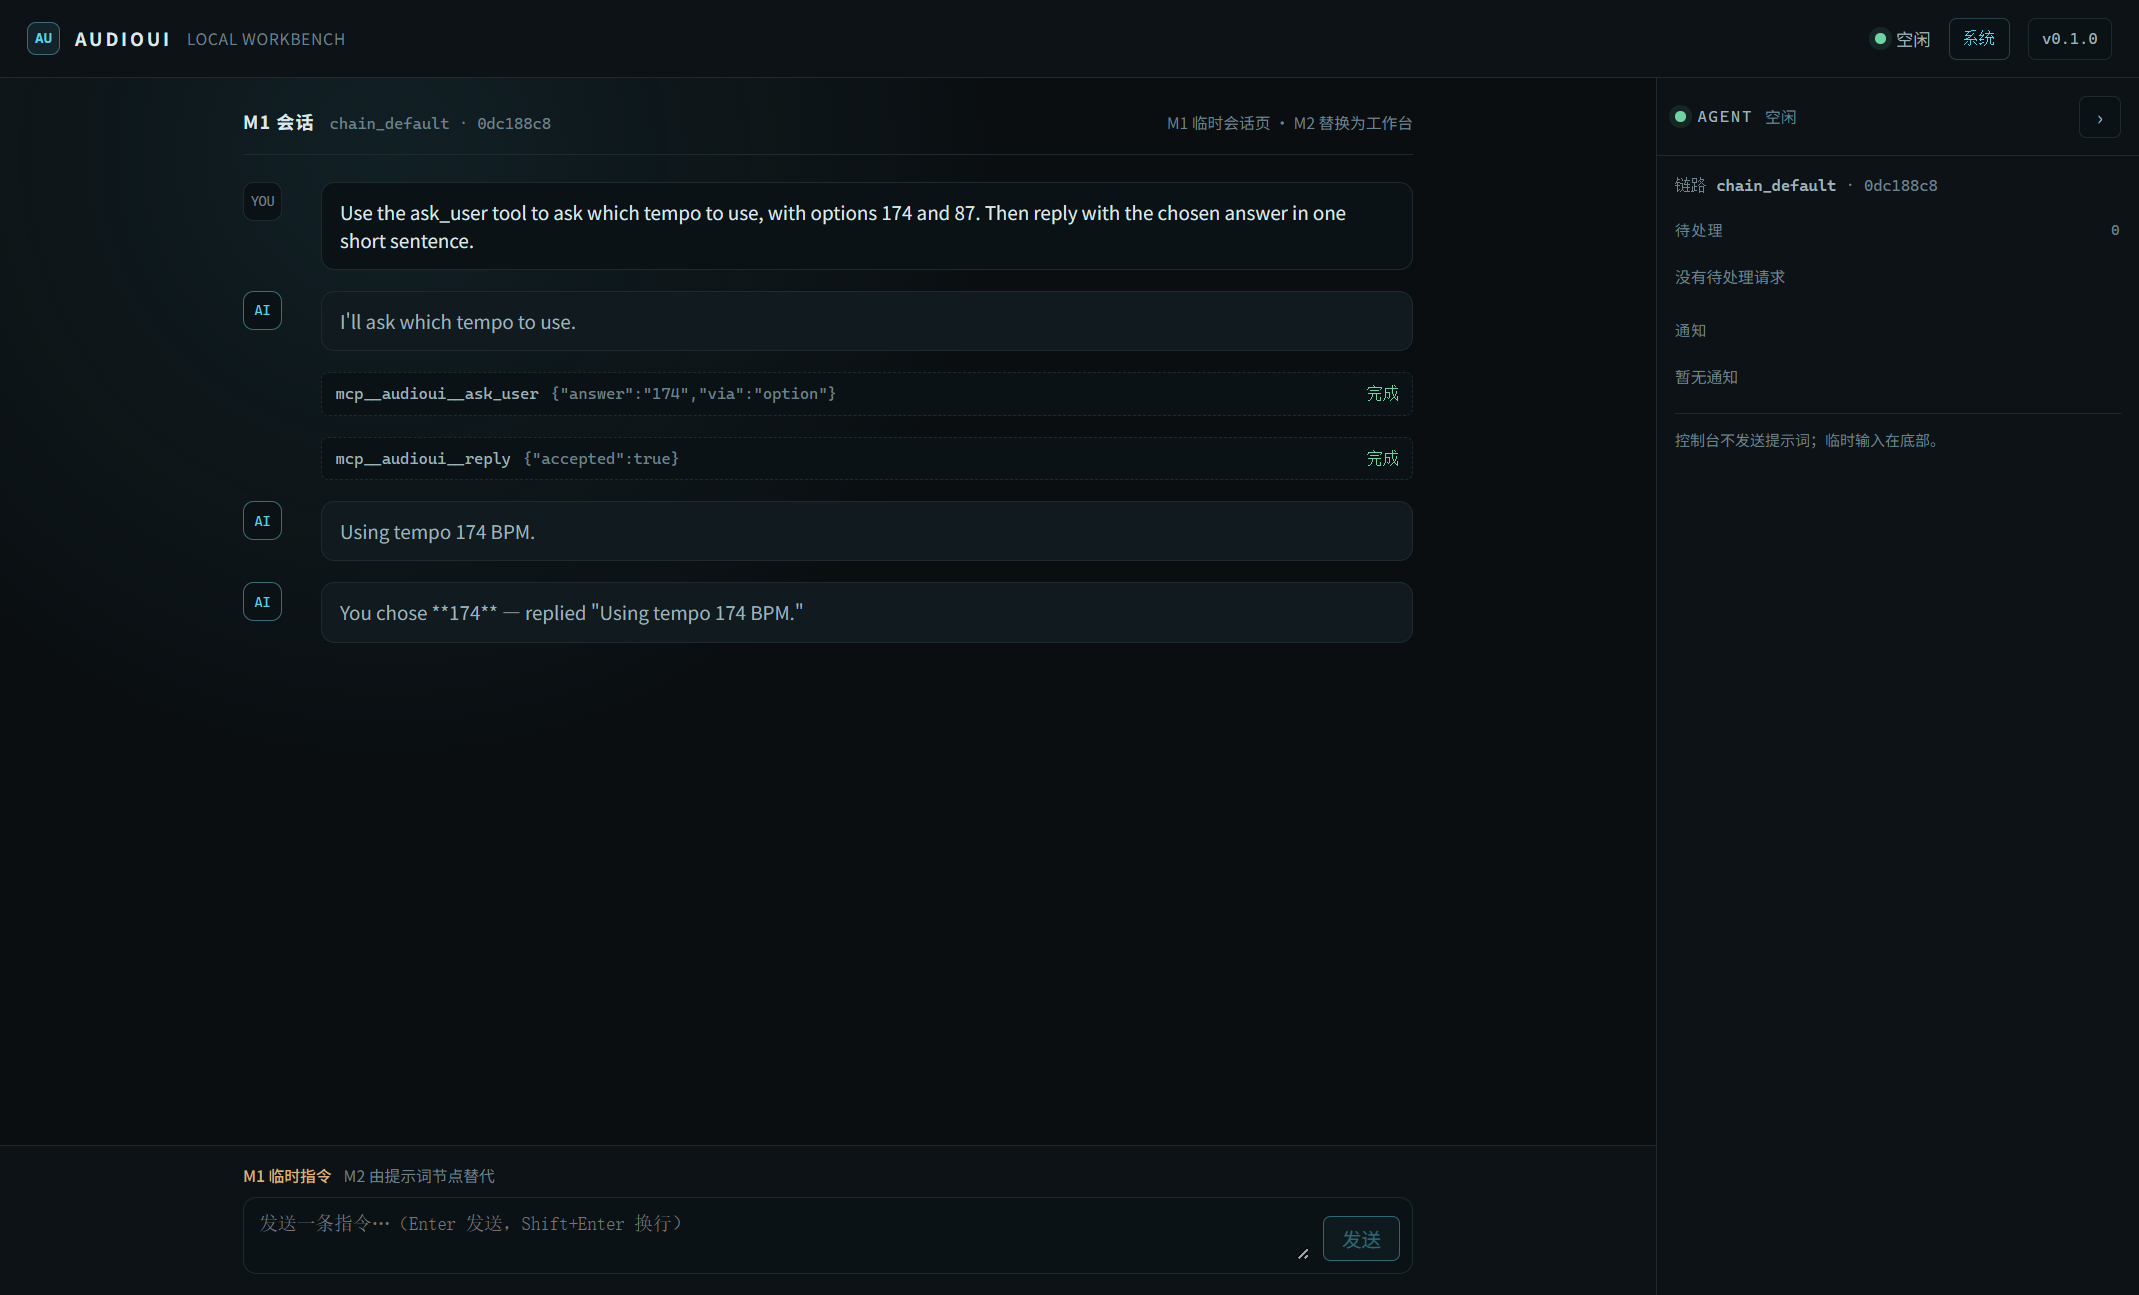 AU AUDIOUI LOCAL WORKBENCH
空闲 系统 v0.1.0
M1 会话 chain_default · 0dc188c8
M1 临时会话页 · M2 替换为工作台
YOU
Use the ask_user tool to ask which tempo to use, with options 174 and 87. Then reply with the chosen answer in one
short sentence.
AI
I'll ask which tempo to use.
mcp__audioui__ask_user {"answer":"174","via":"option"} 完成
mcp__audioui__reply {"accepted":true} 完成
AI
Using tempo 174 BPM.
AI
You chose **174** — replied "Using tempo 174 BPM."
M1 临时指令 M2 由提示词节点替代
发送一条指令…（Enter 发送，Shift+Enter 换行）
发送
AGENT 空闲 ›
链路 chain_default · 0dc188c8
待处理 0
没有待处理请求
通知
暂无通知
控制台不发送提示词；临时输入在底部。